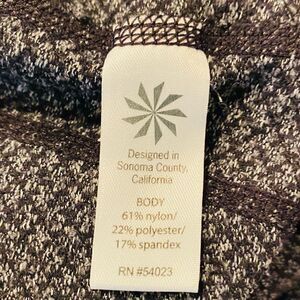 Designed in
Sonoma County,
California
BODY
61% nylon/
22% polyester/
17% spandex
RN #54023